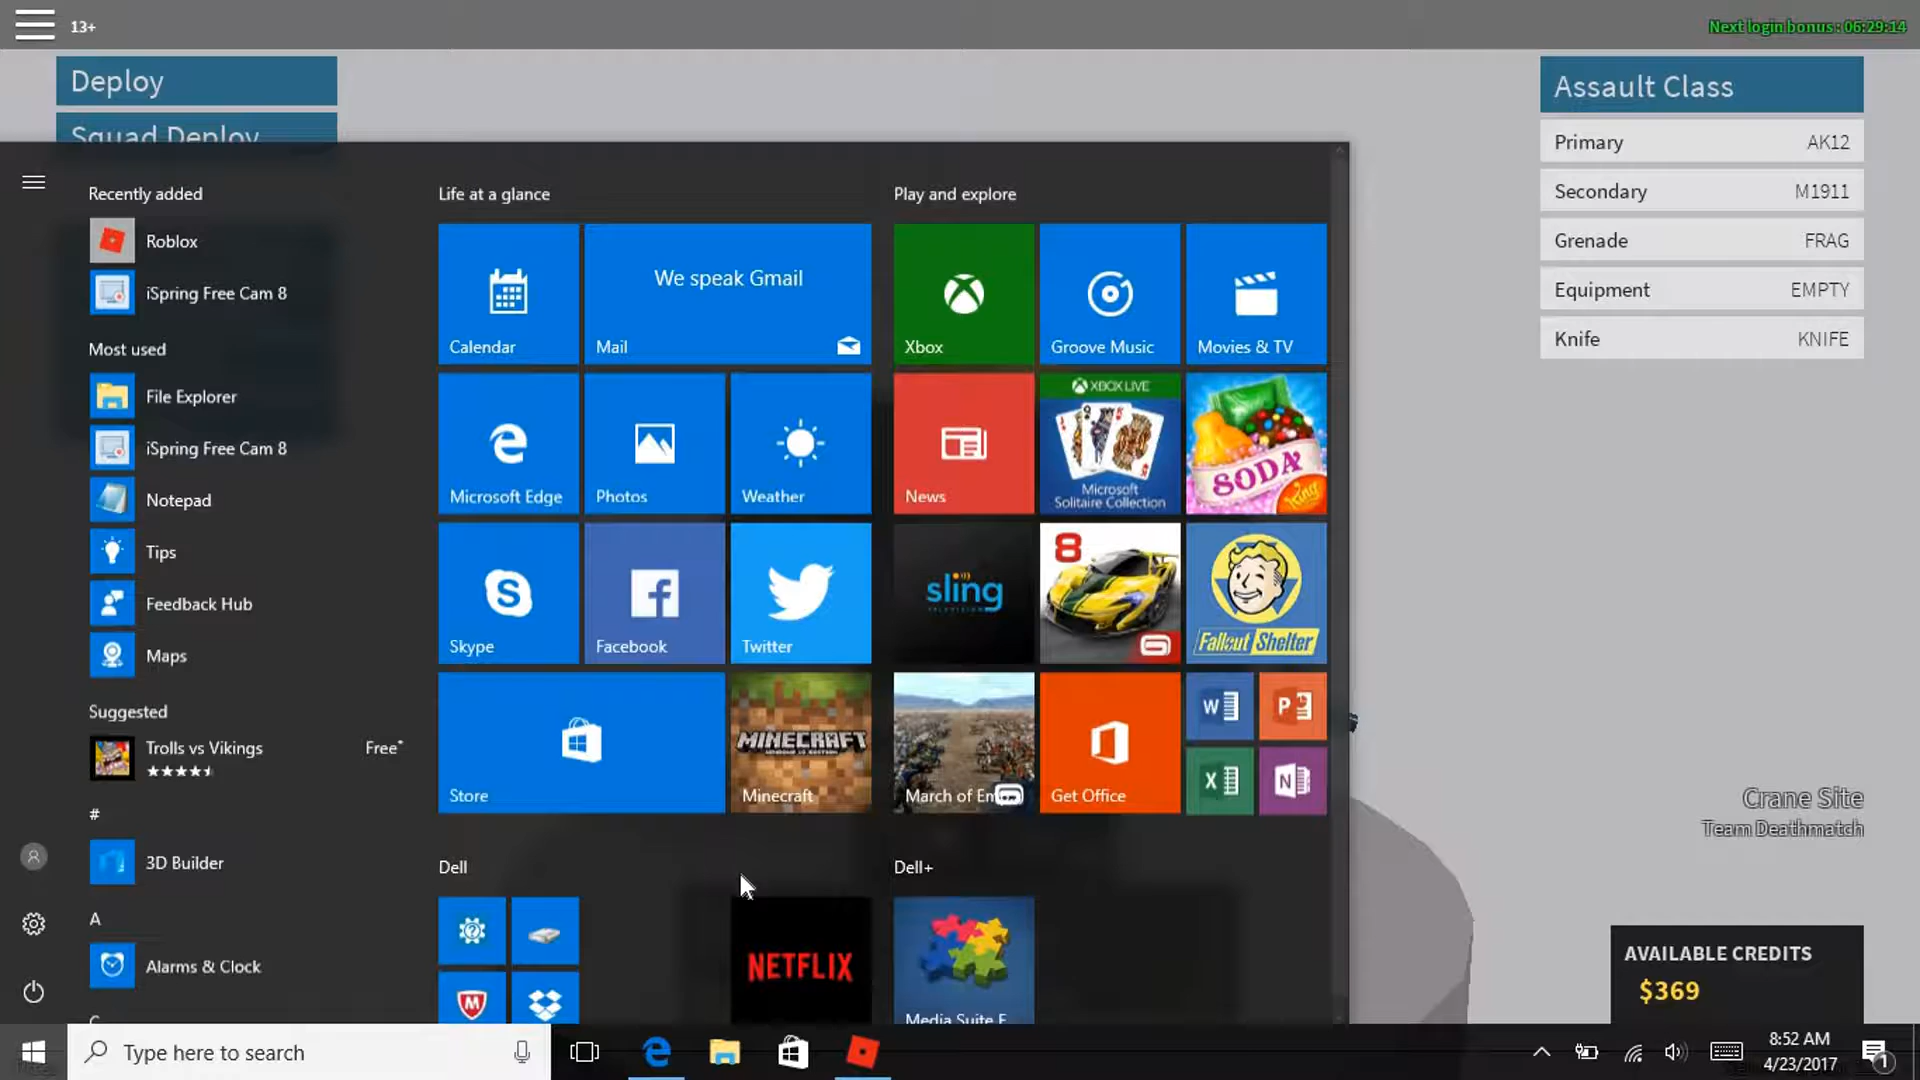 13+
Next login bonus : 06:29:14
Deploy
Squad Deploy
Assault Class
Primary AK12
Secondary M1911
Grenade FRAG
Equipment EMPTY
Knife KNIFE
Recently added
Roblox
iSpring Free Cam 8
Most used
File Explorer
iSpring Free Cam 8
Notepad
Tips
Feedback Hub
Maps
Suggested
Trolls vs Vikings Free*
#
3D Builder
A
Alarms & Clock
Life at a glance
Calendar
We speak Gmail
Mail
Microsoft Edge
Photos
Weather
Skype
Facebook
Twitter
Store
MINECRAFT
Minecraft
Play and explore
Xbox
Groove Music
Movies & TV
News
XBOX LIVE
Microsoft
Solitaire Collection
SODA
King
sling
TELEVISION
8
Fallout Shelter
March of Em
Get Office
W
P
X
N
Dell
NETFLIX
Dell+
Media Suite E
Crane Site
Team Deathmatch
AVAILABLE CREDITS
$369
Type here to search
8:52 AM
4/23/2017
1